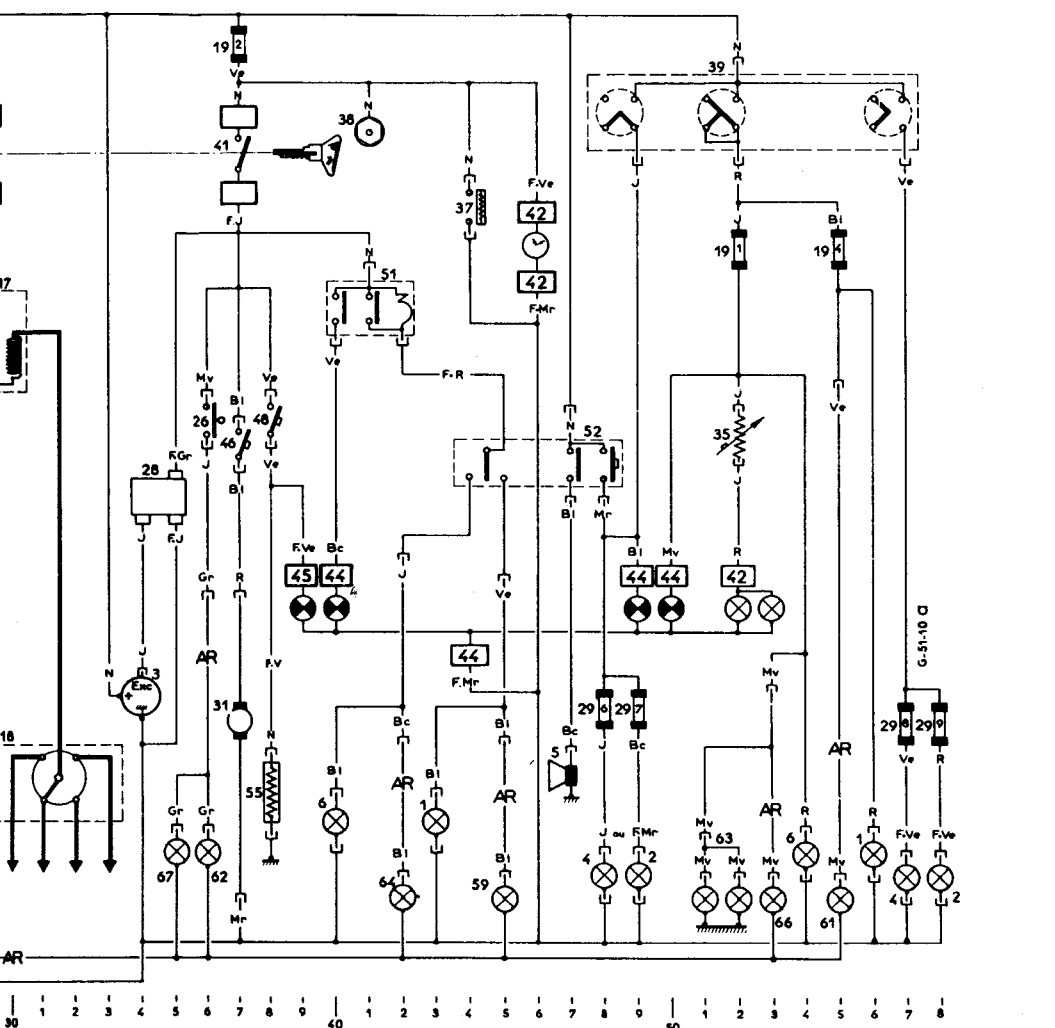 19 2
Ve
N
N
38
41
F.J
N
39
N
N
37
F.Ve
42
42
F.Mr
J
R
Ve
J
Bl
19 1
19 4
17
N
51
Ve
F.R
Mv
Bl
Ve
26
46
48
J
Bl
Ve
N
52
Bl
Mr
J
35
J
Ve
F.Gr
28
J
F.J
F.Ve
Bc
45
44
Bl
Mv
R
44
44
42
Gr
R
J
Ve
G-51-10 a
AR
F.V
44
F.Mr
J
N
3
Exc
+
Mv
31
N
Bc
Bl
Bc
29 6
29 7
29 8
29 9
18
J
Bc
Ve
R
AR
5
55
Bl
AR
Bl
AR
AR
Gr
Gr
6
1
J ou
F.Mr
Mv
63
R
R
F.Ve
F.Ve
67
62
Bl
Bl
4
2
Mv
Mv
Mv
6
Bl
1
64
59
66
61
4
2
Mr
AR
30 1 2 3 4 5 6 7 8 9 40 1 2 3 4 5 6 7 8 9 50 1 2 3 4 5 6 7 8